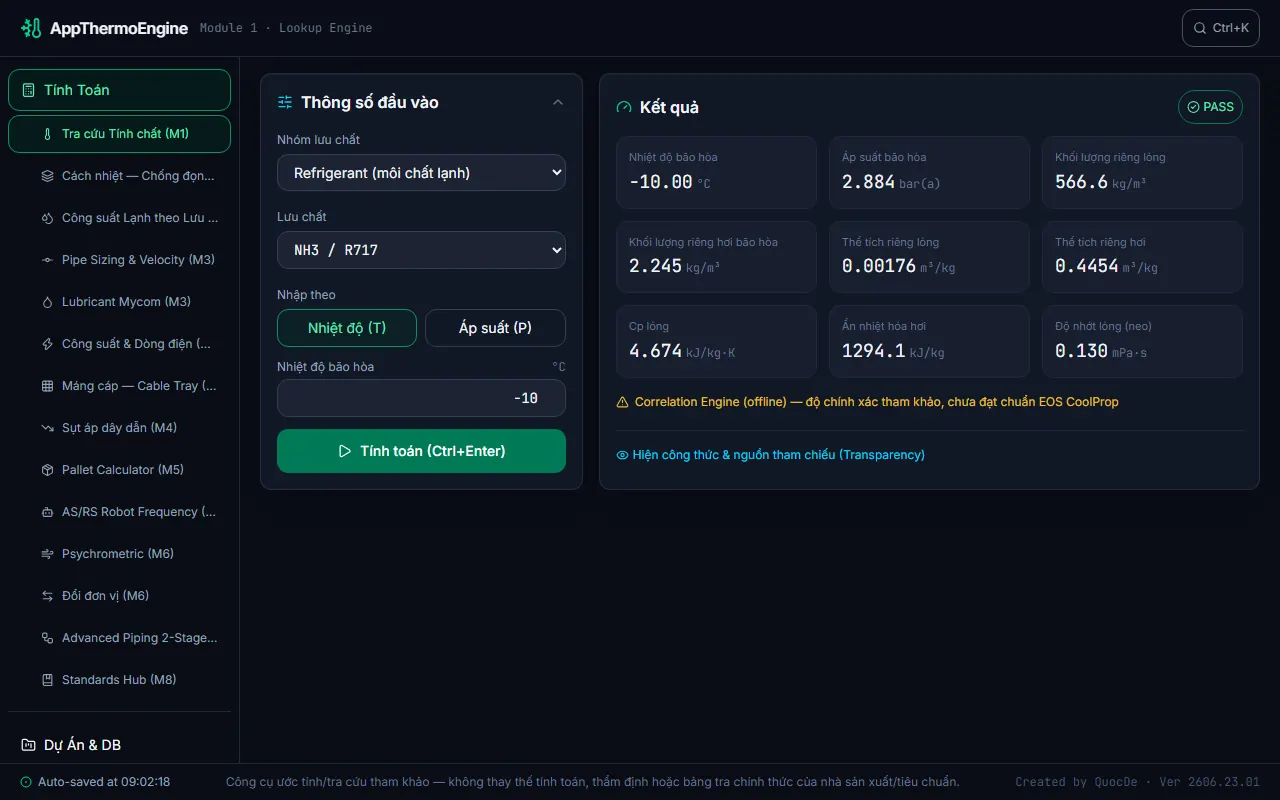 AppThermoEngine
Module 1 · Lookup Engine
Ctrl+K
Tính Toán
Tra cứu Tính chất (M1)
Cách nhiệt — Chống đọn...
Công suất Lạnh theo Lưu ...
Pipe Sizing & Velocity (M3)
Lubricant Mycom (M3)
Công suất & Dòng điện (...
Máng cáp — Cable Tray (...
Sụt áp dây dẫn (M4)
Pallet Calculator (M5)
AS/RS Robot Frequency (...
Psychrometric (M6)
Đổi đơn vị (M6)
Advanced Piping 2-Stage...
Standards Hub (M8)
Dự Án & DB
Thông số đầu vào
Nhóm lưu chất
Refrigerant (môi chất lạnh)
Lưu chất
NH3 / R717
Nhập theo
Nhiệt độ (T)
Áp suất (P)
Nhiệt độ bão hòa °C
-10
Tính toán (Ctrl+Enter)
Kết quả
PASS
Nhiệt độ bão hòa
-10.00 °C
Áp suất bão hòa
2.884 bar(a)
Khối lượng riêng lỏng
566.6 kg/m³
Khối lượng riêng hơi bão hòa
2.245 kg/m³
Thể tích riêng lỏng
0.00176 m³/kg
Thể tích riêng hơi
0.4454 m³/kg
Cp lỏng
4.674 kJ/kg·K
Ẩn nhiệt hóa hơi
1294.1 kJ/kg
Độ nhớt lỏng (neo)
0.130 mPa·s
Correlation Engine (offline) — độ chính xác tham khảo, chưa đạt chuẩn EOS CoolProp
Hiện công thức & nguồn tham chiếu (Transparency)
Auto-saved at 09:02:18
Công cụ ước tính/tra cứu tham khảo — không thay thế tính toán, thẩm định hoặc bảng tra chính thức của nhà sản xuất/tiêu chuẩn.
Created by QuocDe · Ver 2606.23.01